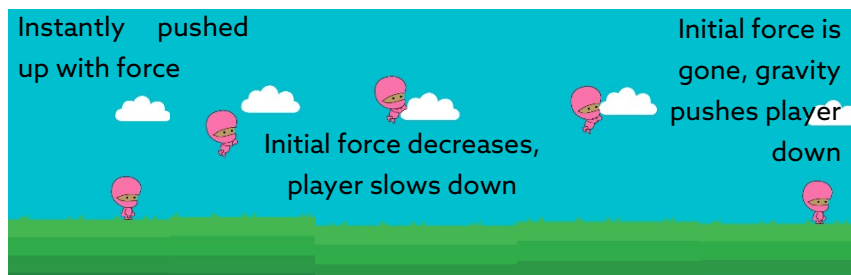 Instantly pushed
up with force
Initial force decreases,
player slows down
Initial force is
gone, gravity
pushes player
down